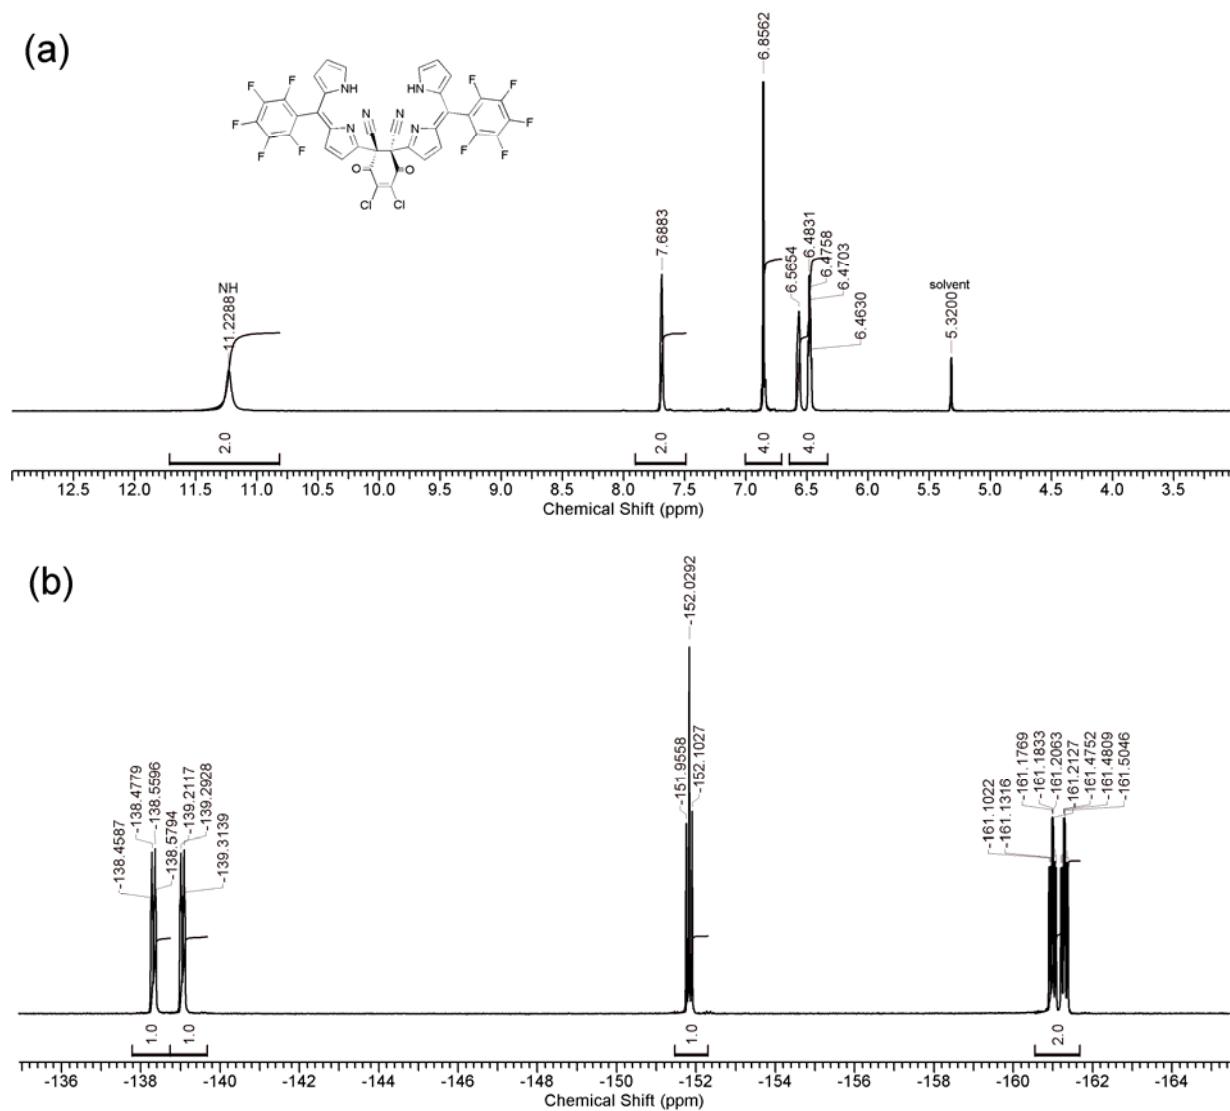 (a)
F F F F F
NH HN
N N N N
F F F F F
O O
Cl Cl
NH
11.2288
7.6883
6.8562
6.5654
6.4831
6.4758
6.4703
6.4630
solvent
5.3200
2.0 2.0 4.0 4.0
12.5 12.0 11.5 11.0 10.5 10.0 9.5 9.0 8.5 8.0 7.5 7.0 6.5 6.0 5.5 5.0 4.5 4.0 3.5
Chemical Shift (ppm)
(b)
-138.4587
-138.4779
-138.5596
-138.5794
-139.2117
-139.2928
-139.3139
-151.9558
-152.0292
-152.1027
-161.1022
-161.1316
-161.1769
-161.1833
-161.2063
-161.2127
-161.4752
-161.4809
-161.5046
1.0 1.0 1.0 2.0
-136 -138 -140 -142 -144 -146 -148 -150 -152 -154 -156 -158 -160 -162 -164
Chemical Shift (ppm)